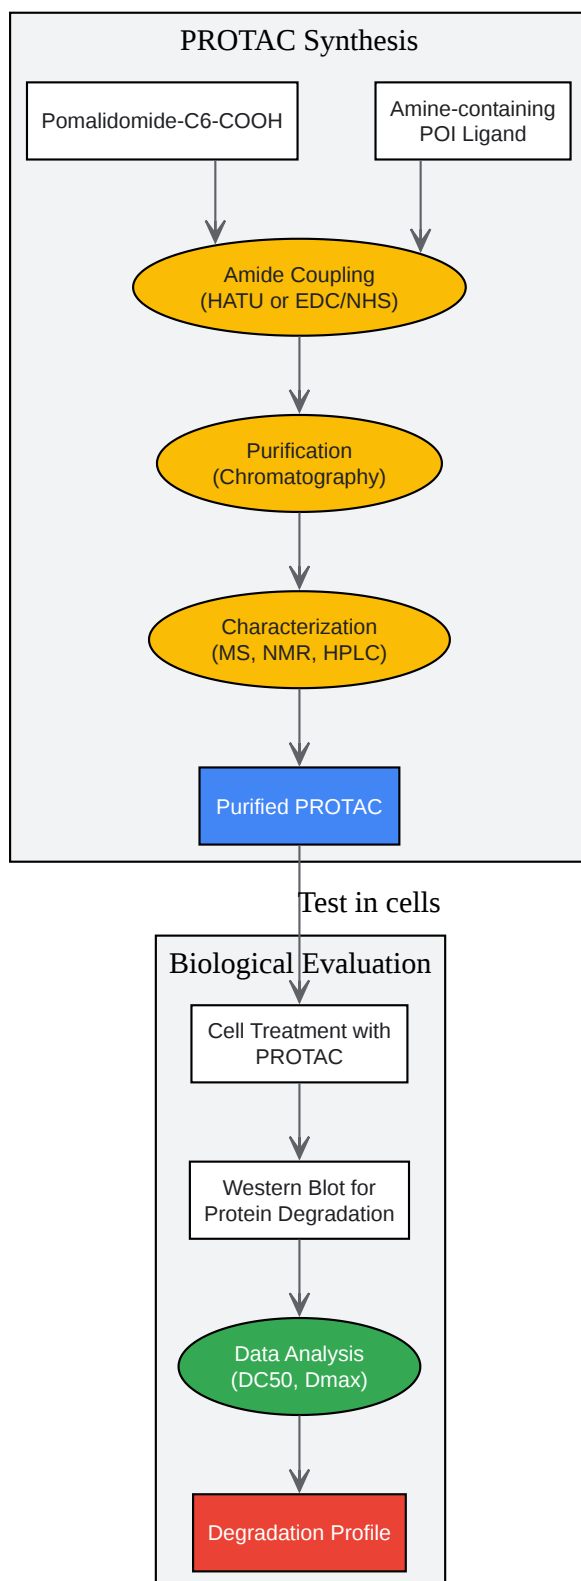 PROTAC Synthesis
Pomalidomide-C6-COOH
Amine-containing
POI Ligand
Amide Coupling
(HATU or EDC/NHS)
Purification
(Chromatography)
Characterization
(MS, NMR, HPLC)
Purified PROTAC
Test in cells
Biological Evaluation
Cell Treatment with
PROTAC
Western Blot for
Protein Degradation
Data Analysis
(DC50, Dmax)
Degradation Profile